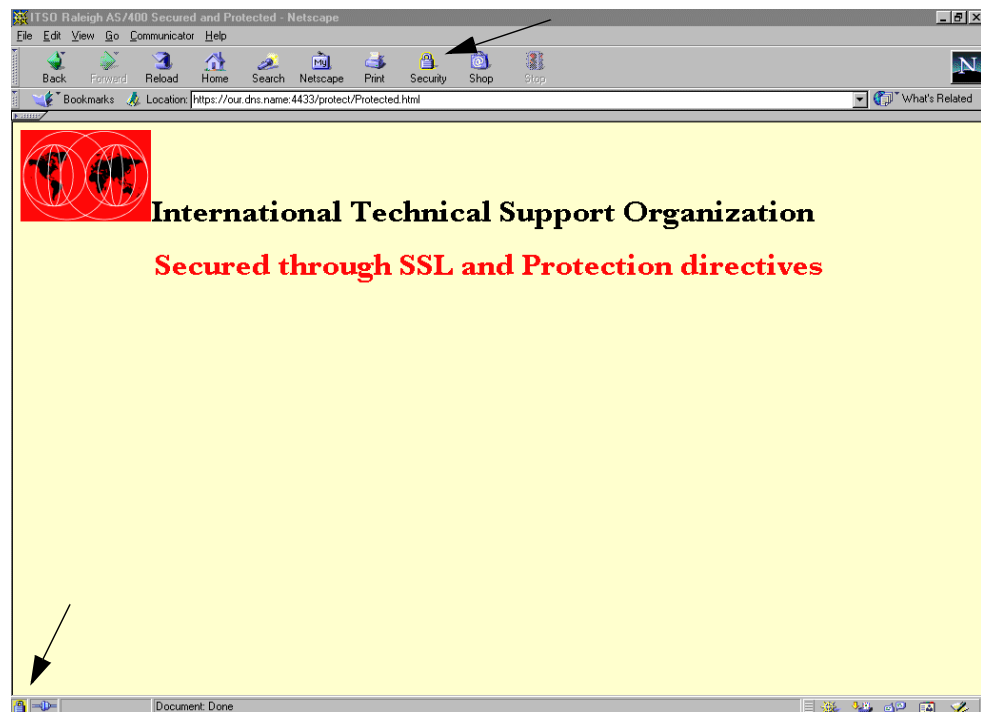 ITSO Raleigh AS/400 Secured and Protected - Netscape
File Edit View Go Communicator Help
Back Forward Reload Home Search Netscape Print Security Shop Stop
My
N
Bookmarks Location: https://our.dns.name:4433/protect/Protected.html What's Related
International Technical Support Organization
Secured through SSL and Protection directives
Document: Done